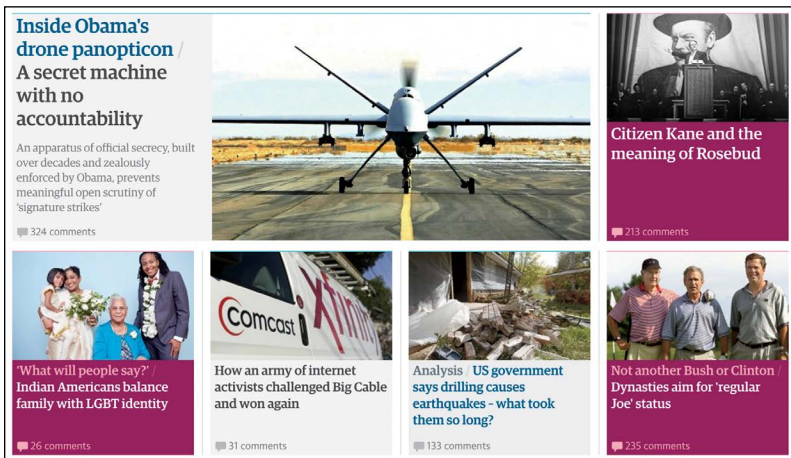 Inside Obama's
drone panopticon /
A secret machine
with no
accountability
An apparatus of official secrecy, built
over decades and zealously
enforced by Obama, prevents
meaningful open scrutiny of
'signature strikes'
324 comments
Citizen Kane and the
meaning of Rosebud
213 comments
'What will people say?' /
Indian Americans balance
family with LGBT identity
26 comments
comcast
xfinity
How an army of internet
activists challenged Big Cable
and won again
31 comments
Analysis / US government
says drilling causes
earthquakes – what took
them so long?
133 comments
Not another Bush or Clinton /
Dynasties aim for 'regular
Joe' status
235 comments